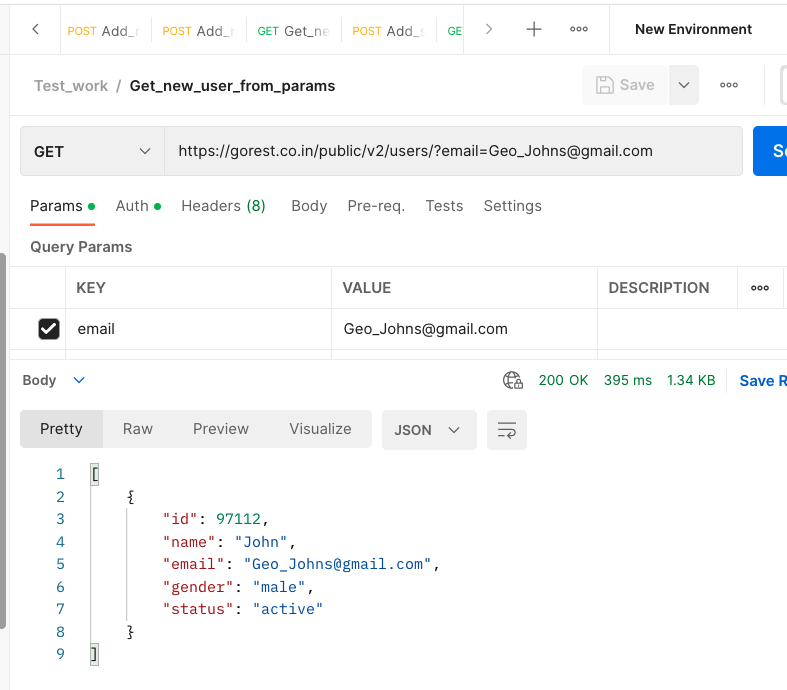 POST Add_ POST Add_ GET Get_ne POST Add_ GE New Environment
Test_work / Get_new_user_from_params Save
GET https://gorest.co.in/public/v2/users/?email=Geo_Johns@gmail.com
Params Auth Headers (8) Body Pre-req. Tests Settings
Query Params
KEY VALUE DESCRIPTION
email Geo_Johns@gmail.com
Body 200 OK 395 ms 1.34 KB Save R
Pretty Raw Preview Visualize JSON
1 [
2 {
3 "id": 97112,
4 "name": "John",
5 "email": "Geo_Johns@gmail.com",
6 "gender": "male",
7 "status": "active"
8 }
9 ]